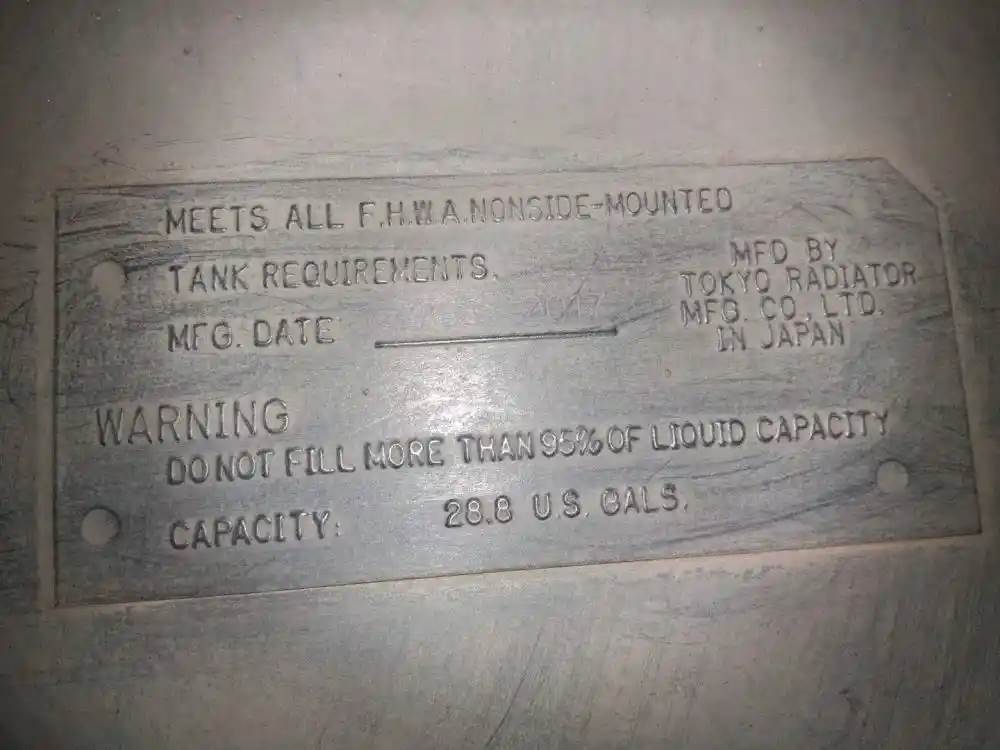 MEETS ALL F.H.W.A. NONSIDE-MOUNTED
TANK REQUIREMENTS.
MFG. DATE
MFD BY
TOKYO RADIATOR
MFG. CO., LTD.
IN JAPAN
WARNING
DO NOT FILL MORE THAN 95% OF LIQUID CAPACITY
CAPACITY: 28.8 U.S. GALS.